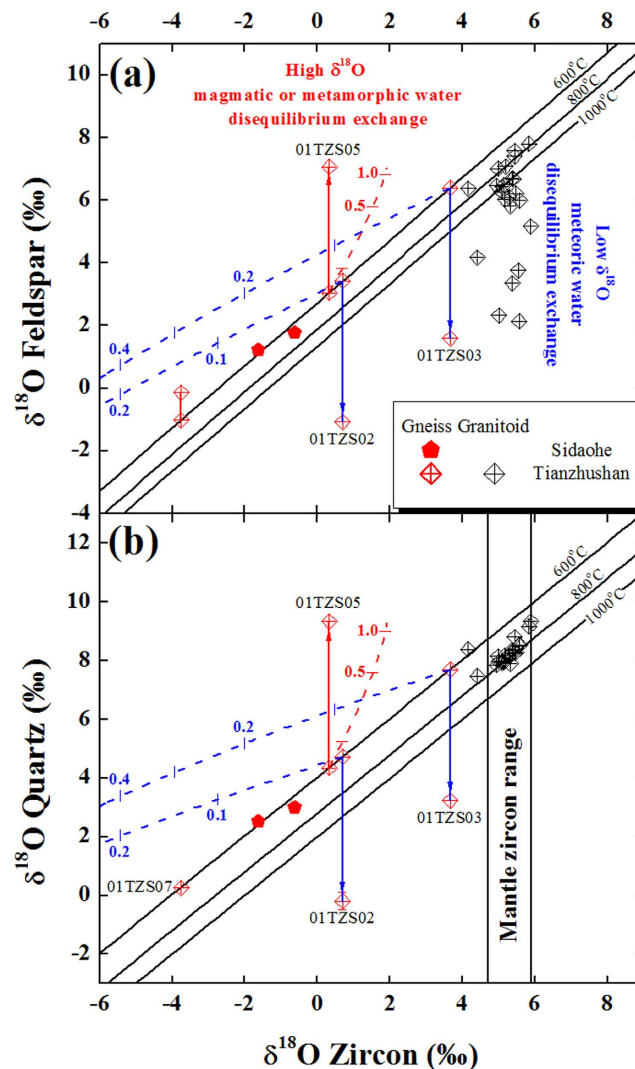 -6 -4 -2 0 2 4 6 8
(a)
High δ¹⁸O
magmatic or metamorphic water
disequilibrium exchange
600°C
800°C
1000°C
01TZS05
1.0
0.5
0.2
0.4
0.1
0.2
Low δ¹⁸O
meteoric water
disequilibrium exchange
01TZS03
01TZS02
Gneiss Granitoid
Sidaohe
Tianzhushan
10
8
6
4
2
0
-2
-4
δ¹⁸O Feldspar (‰)
(b)
600°C
800°C
1000°C
01TZS05
1.0
0.5
0.2
0.4
0.1
0.2
01TZS03
01TZS07
01TZS02
Mantle zircon range
12
10
8
6
4
2
0
-2
δ¹⁸O Quartz (‰)
-6 -4 -2 0 2 4 6 8
δ¹⁸O Zircon (‰)